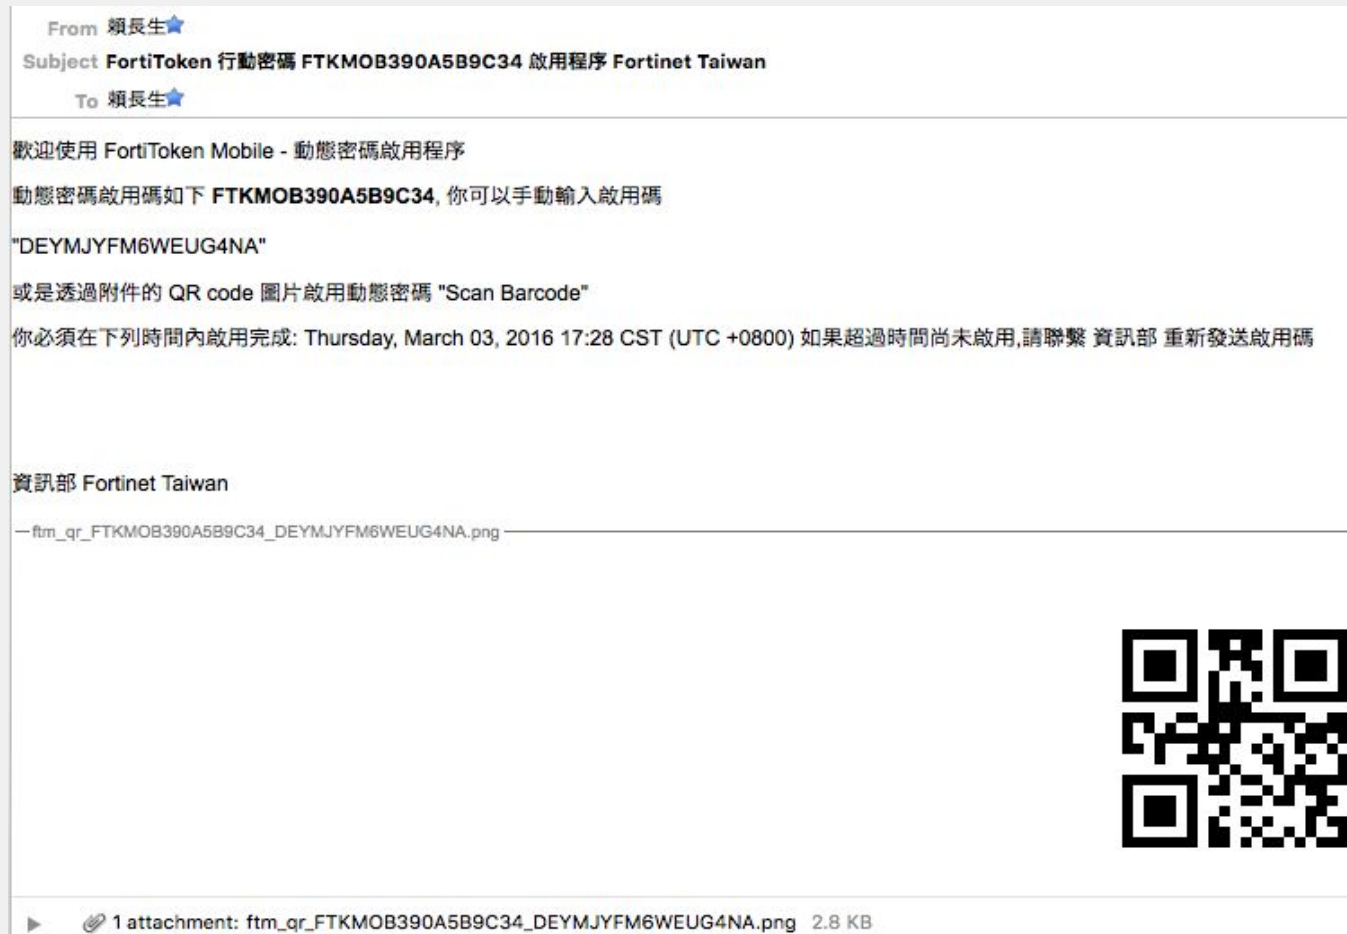 From 賴長生
Subject FortiToken 行動密碼 FTKMOB390A5B9C34 啟用程序 Fortinet Taiwan
To 賴長生
歡迎使用 FortiToken Mobile - 動態密碼啟用程序
動態密碼啟用碼如下 FTKMOB390A5B9C34, 你可以手動輸入啟用碼
"DEYMJYFM6WEUG4NA"
或是透過附件的 QR code 圖片啟用動態密碼 "Scan Barcode"
你必須在下列時間內啟用完成: Thursday, March 03, 2016 17:28 CST (UTC +0800) 如果超過時間尚未啟用,請聯繫 資訊部 重新發送啟用碼
資訊部 Fortinet Taiwan
ftm_qr_FTKMOB390A5B9C34_DEYMJYFM6WEUG4NA.png
1 attachment: ftm_qr_FTKMOB390A5B9C34_DEYMJYFM6WEUG4NA.png 2.8 KB